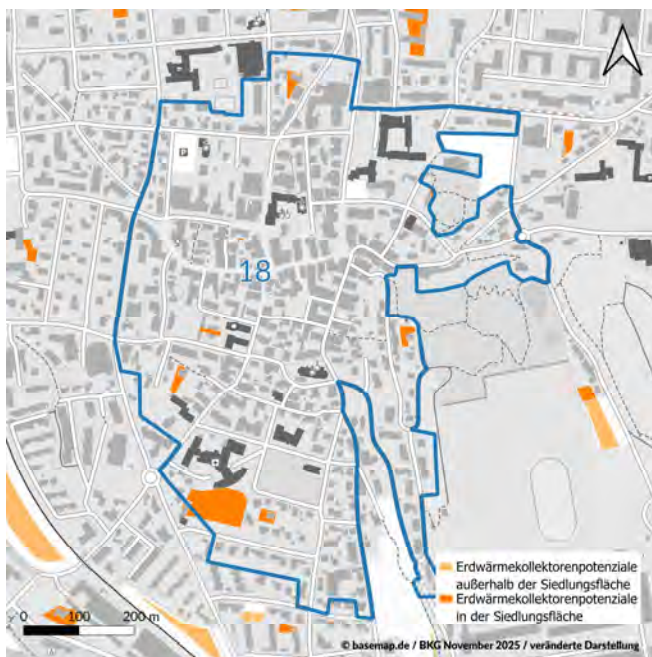 P
18
Erdwärmekollektorenpotenziale
außerhalb der Siedlungsfläche
Erdwärmekollektorenpotenziale
in der Siedlungsfläche
0 100 200 m
© basemap.de / BKG November 2025 / veränderte Darstellung